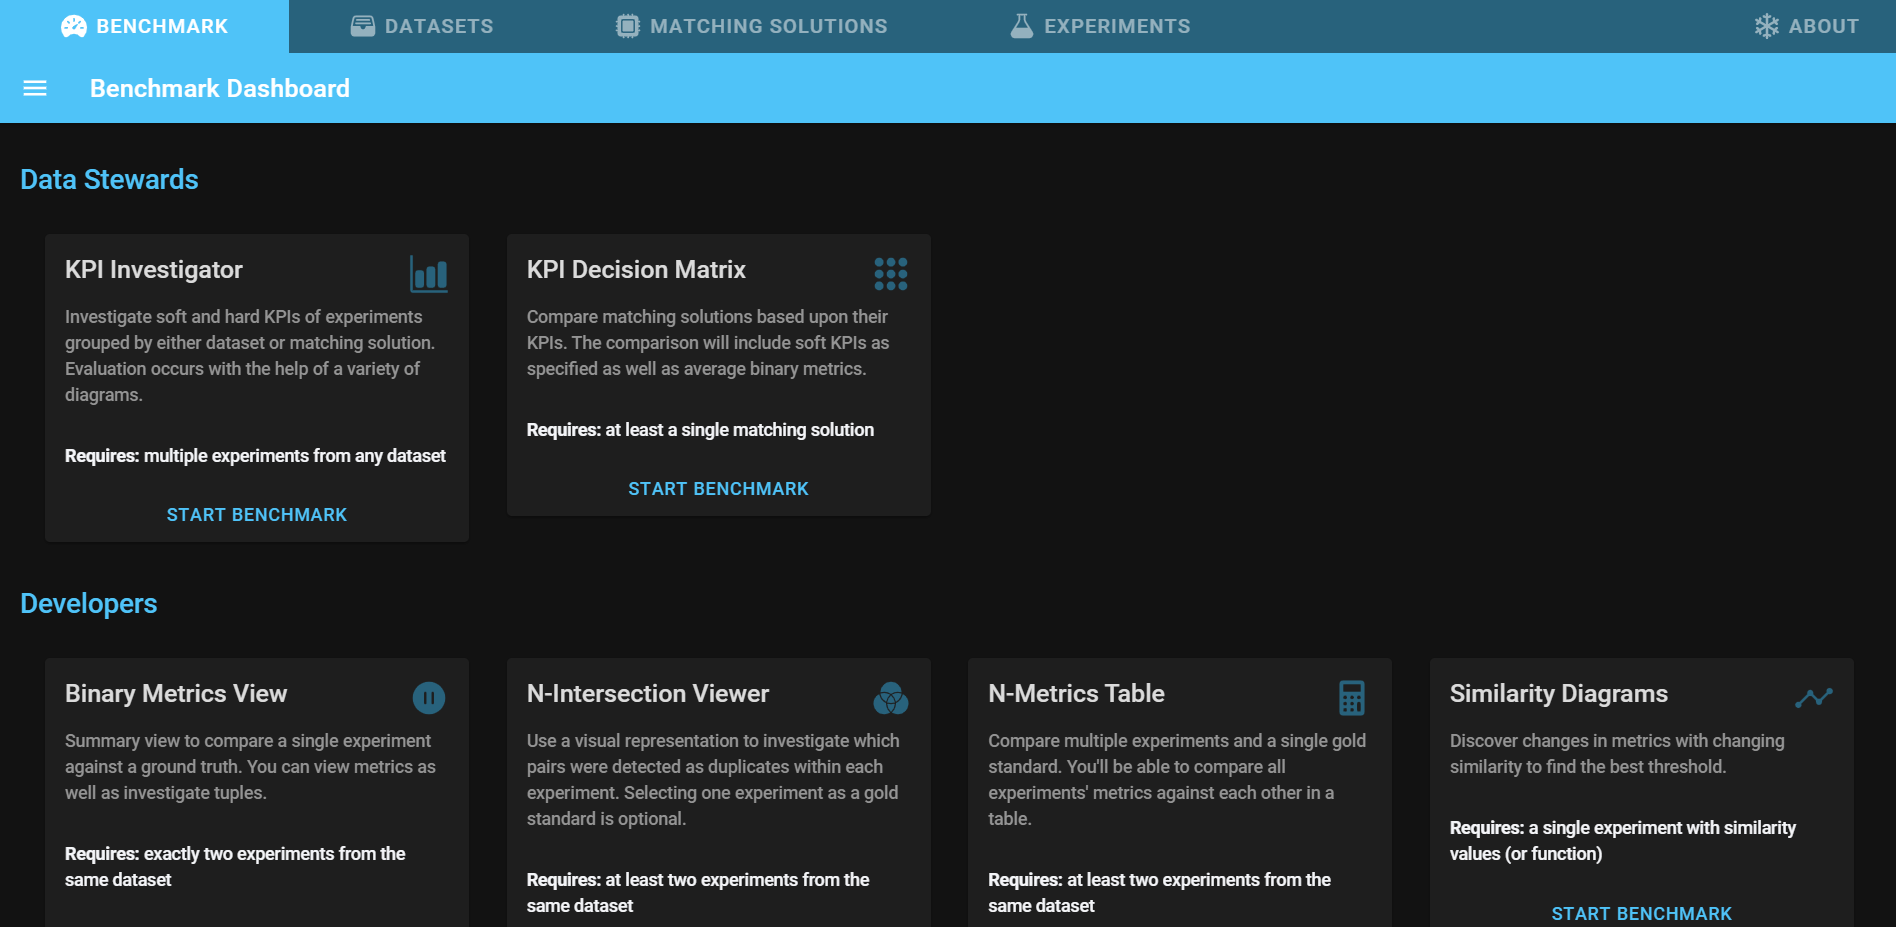 BENCHMARK
DATASETS
MATCHING SOLUTIONS
EXPERIMENTS
ABOUT
Benchmark Dashboard
Data Stewards
KPI Investigator
Investigate soft and hard KPIs of experiments
grouped by either dataset or matching solution.
Evaluation occurs with the help of a variety of
diagrams.
Requires: multiple experiments from any dataset
START BENCHMARK
KPI Decision Matrix
Compare matching solutions based upon their
KPIs. The comparison will include soft KPIs as
specified as well as average binary metrics.
Requires: at least a single matching solution
START BENCHMARK
Developers
Binary Metrics View
Summary view to compare a single experiment
against a ground truth. You can view metrics as
well as investigate tuples.
Requires: exactly two experiments from the
same dataset
N-Intersection Viewer
Use a visual representation to investigate which
pairs were detected as duplicates within each
experiment. Selecting one experiment as a gold
standard is optional.
Requires: at least two experiments from the
same dataset
N-Metrics Table
Compare multiple experiments and a single gold
standard. You'll be able to compare all
experiments' metrics against each other in a
table.
Requires: at least two experiments from the
same dataset
Similarity Diagrams
Discover changes in metrics with changing
similarity to find the best threshold.
Requires: a single experiment with similarity
values (or function)
START BENCHMARK